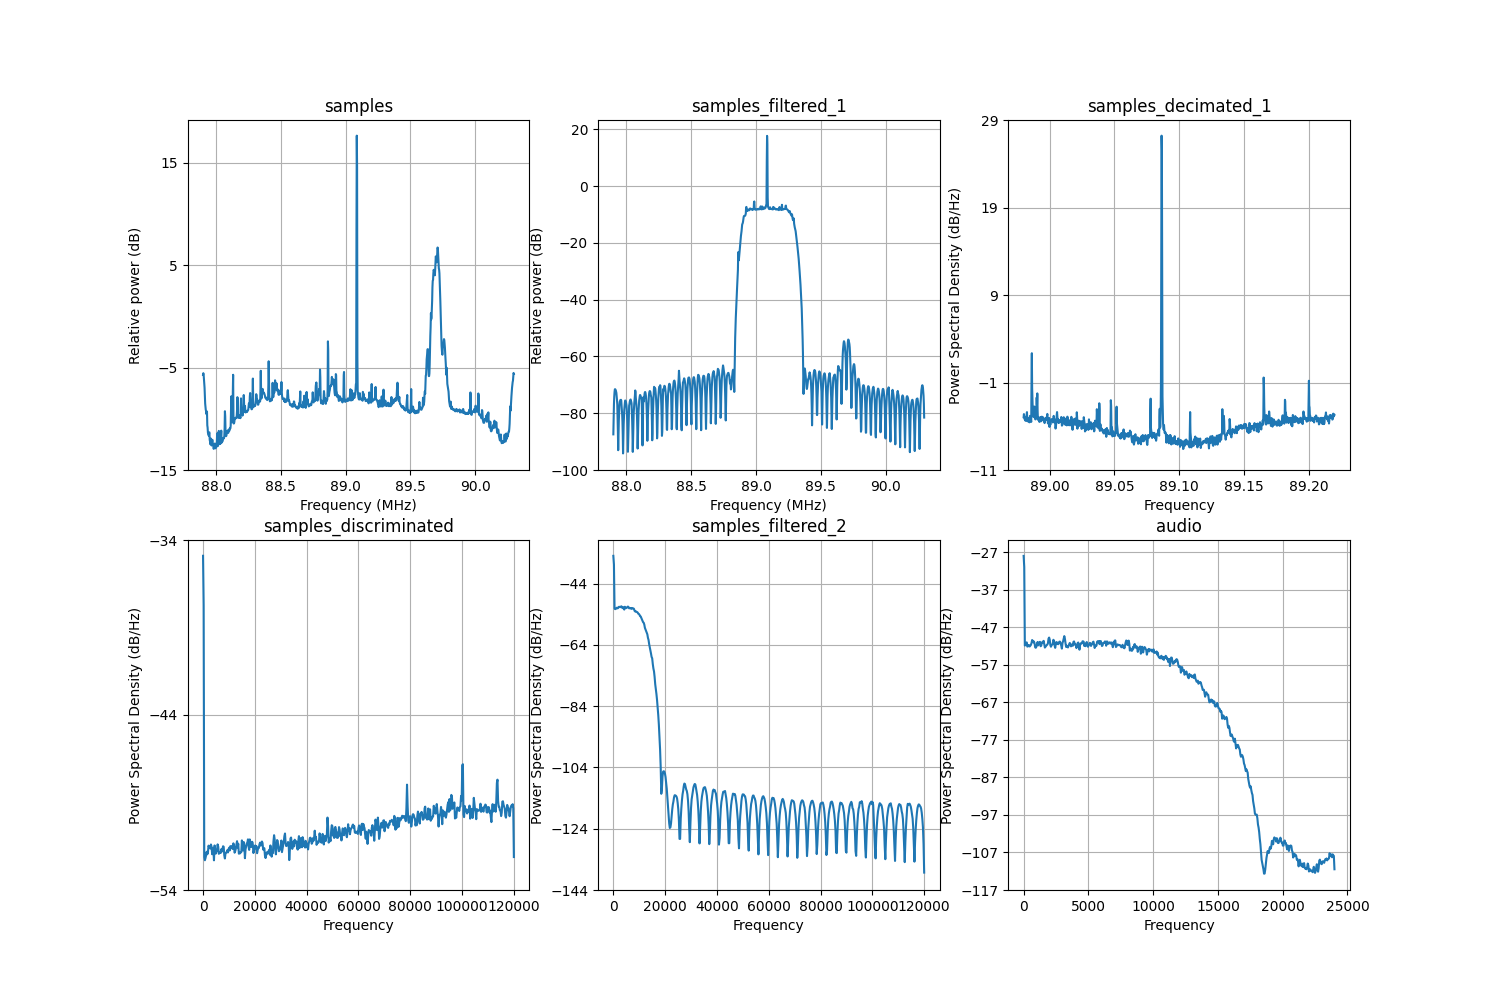 samples
samples_filtered_1
samples_decimated_1
Relative power (dB)
15
5
−5
−15
88.0 88.5 89.0 89.5 90.0
Frequency (MHz)
Relative power (dB)
20
0
−20
−40
−60
−80
−100
88.0 88.5 89.0 89.5 90.0
Frequency (MHz)
Power Spectral Density (dB/Hz)
29
19
9
−1
−11
89.00 89.05 89.10 89.15 89.20
Frequency
samples_discriminated
samples_filtered_2
audio
Power Spectral Density (dB/Hz)
−34
−44
−54
0 20000 40000 60000 80000 100000 120000
Frequency
Power Spectral Density (dB/Hz)
−44
−64
−84
−104
−124
−144
0 20000 40000 60000 80000 100000 120000
Frequency
Power Spectral Density (dB/Hz)
−27
−37
−47
−57
−67
−77
−87
−97
−107
−117
0 5000 10000 15000 20000 25000
Frequency